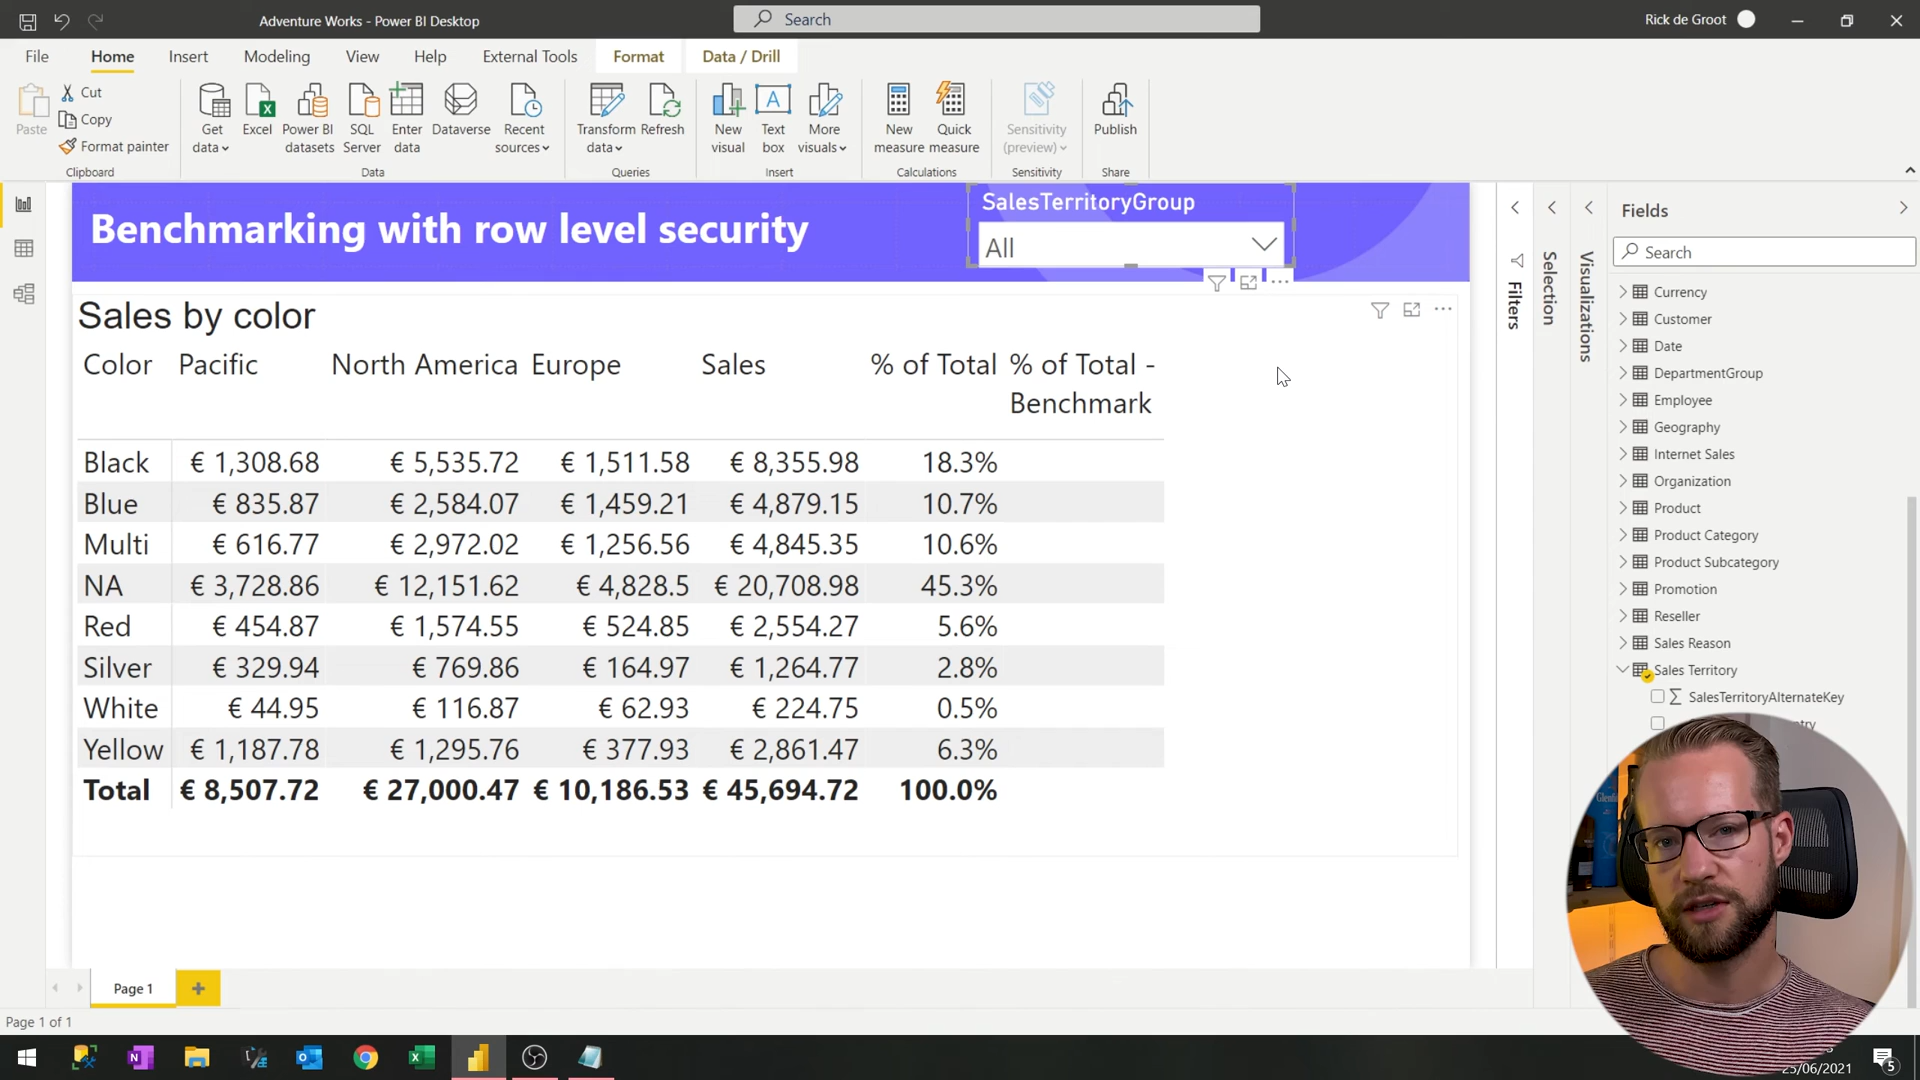 Adventure Works - Power BI Desktop
Search
Rick de Groot
File Home Insert Modeling View Help External Tools Format Data / Drill
Paste
Cut
Copy
Format painter
Get data
Excel
Power BI datasets
SQL Server
Enter data
Dataverse
Recent sources
Transform data
Refresh
New visual
A
Text box
More visuals
New measure
Quick measure
Sensitivity (preview)
Publish
Clipboard Data Queries Insert Calculations Sensitivity Share
Benchmarking with row level security
SalesTerritoryGroup
All
Sales by color
Color Pacific North America Europe Sales % of Total % of Total -
Benchmark
Black € 1,308.68 € 5,535.72 € 1,511.58 € 8,355.98 18.3%
Blue € 835.87 € 2,584.07 € 1,459.21 € 4,879.15 10.7%
Multi € 616.77 € 2,972.02 € 1,256.56 € 4,845.35 10.6%
NA € 3,728.86 € 12,151.62 € 4,828.5 € 20,708.98 45.3%
Red € 454.87 € 1,574.55 € 524.85 € 2,554.27 5.6%
Silver € 329.94 € 769.86 € 164.97 € 1,264.77 2.8%
White € 44.95 € 116.87 € 62.93 € 224.75 0.5%
Yellow € 1,187.78 € 1,295.76 € 377.93 € 2,861.47 6.3%
Total € 8,507.72 € 27,000.47 € 10,186.53 € 45,694.72 100.0%
Filters
Selection
Visualizations
Fields
Search
Currency
Customer
Date
DepartmentGroup
Employee
Geography
Internet Sales
Organization
Product
Product Category
Product Subcategory
Promotion
Reseller
Sales Reason
Sales Territory
SalesTerritoryAlternateKey
Page 1
Page 1 of 1
25/06/2021
5